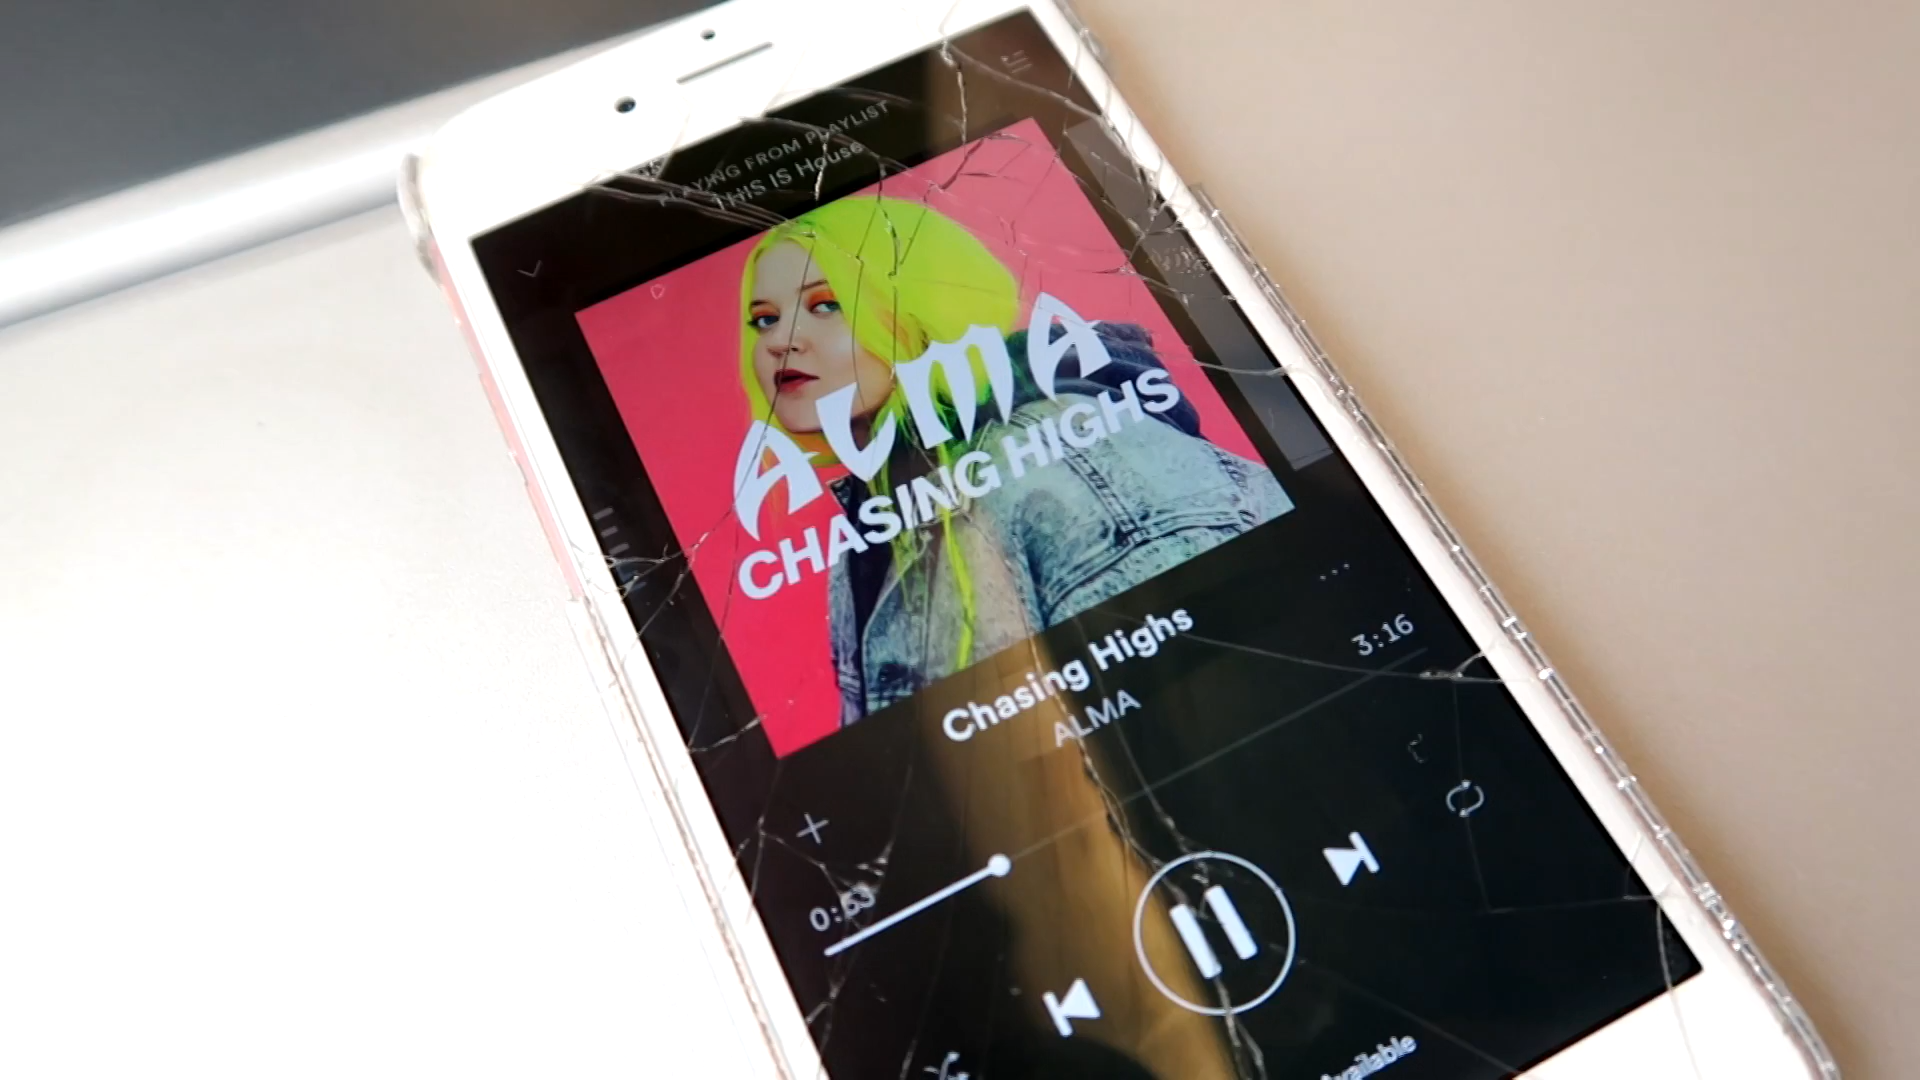 PLAYING FROM PLAYLIST
THIS IS House
ALMA
CHASING HIGHS
Chasing Highs
ALMA
3:16
0:53
Available